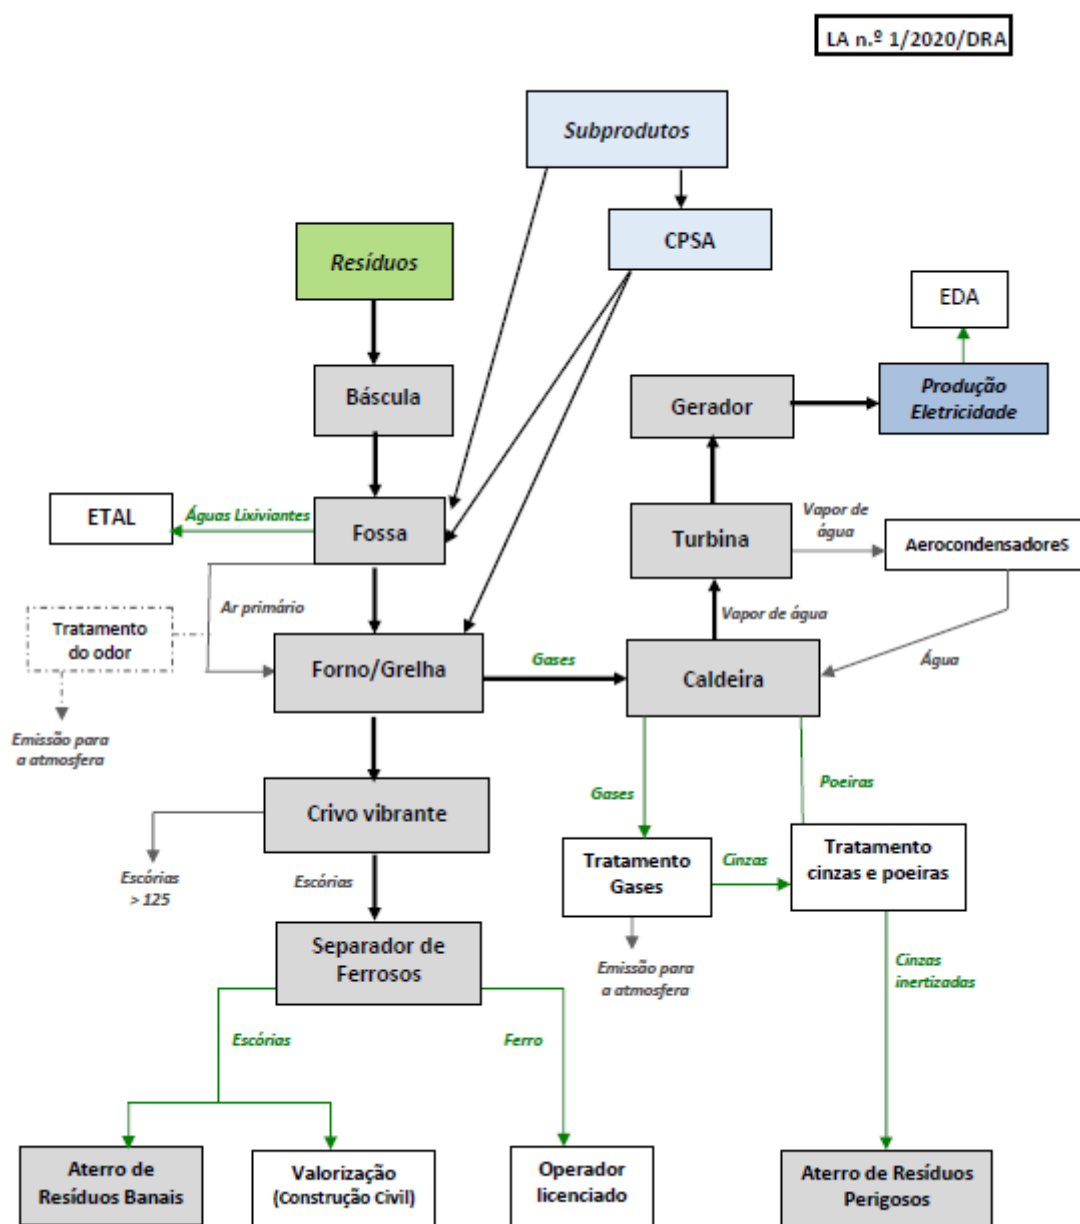 LA n.º 1/2020/DRA
Subprodutos
CPSA
Resíduos
EDA
Báscula
Gerador
Produção
Eletricidade
ETAL
Águas Lixiviantes
Fossa
Turbina
Vapor de
água
AerocondensadoreS
Ar primário
Vapor de água
Tratamento
do odor
Forno/Grelha
Gases
Caldeira
Água
Emissão para
a atmosfera
Crivo vibrante
Gases
Poeiras
Escórias
> 125
Escórias
Tratamento
Gases
Cinzas
Tratamento
cinzas e poeiras
Separador de
Ferrosos
Emissão para
a atmosfera
Cinzas
inertizadas
Escórias
Ferro
Aterro de
Resíduos Banais
Valorização
(Construção Civil)
Operador
licenciado
Aterro de Resíduos
Perigosos